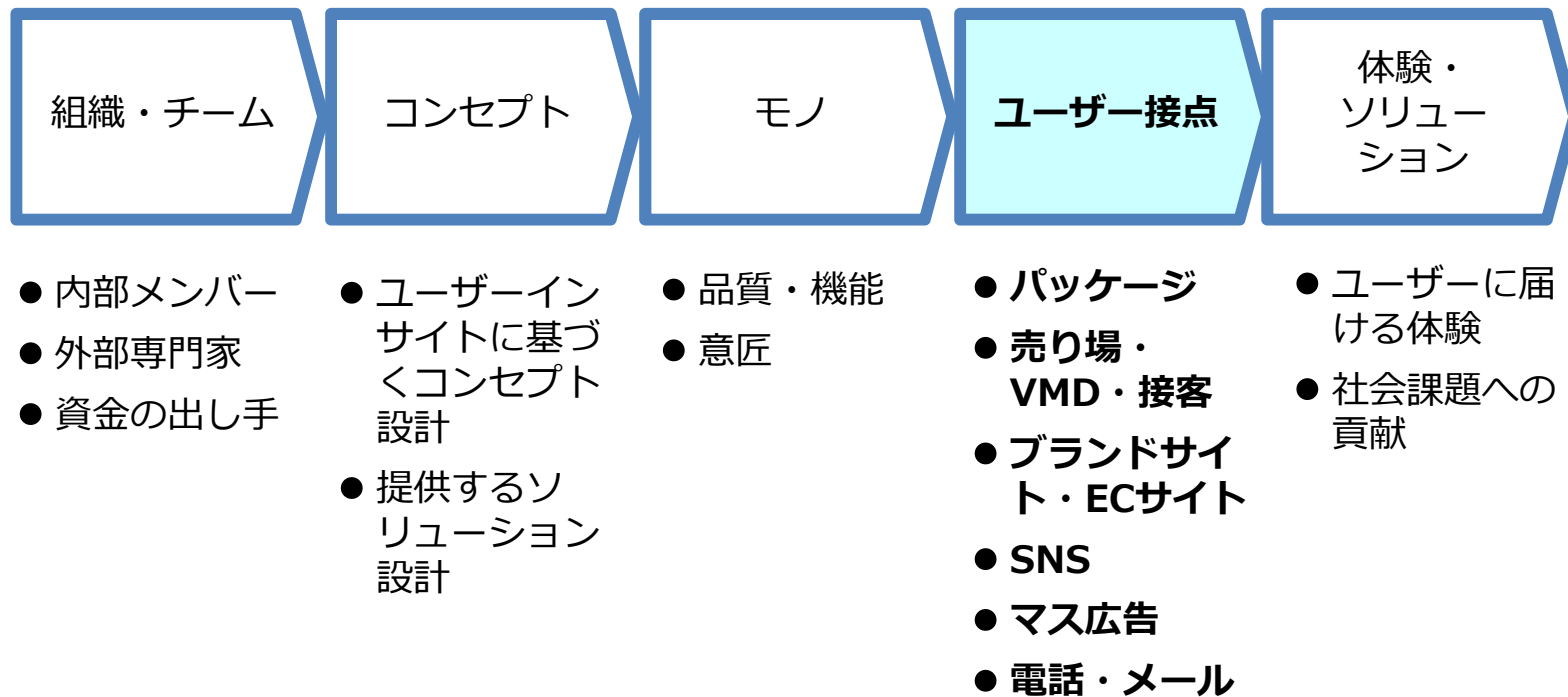 組織・チーム
コンセプト
モノ
ユーザー接点
体験・
ソリュー
ション
● 内部メンバー
● 外部専門家
● 資金の出し手
● ユーザーイン
サイトに基づ
くコンセプト
設計
● 提供するソ
リューション
設計
● 品質・機能
● 意匠
● パッケージ
● 売り場・
VMD・接客
● ブランドサイ
ト・ECサイト
● SNS
● マス広告
● 電話・メール
● ユーザーに届
ける体験
● 社会課題への
貢献